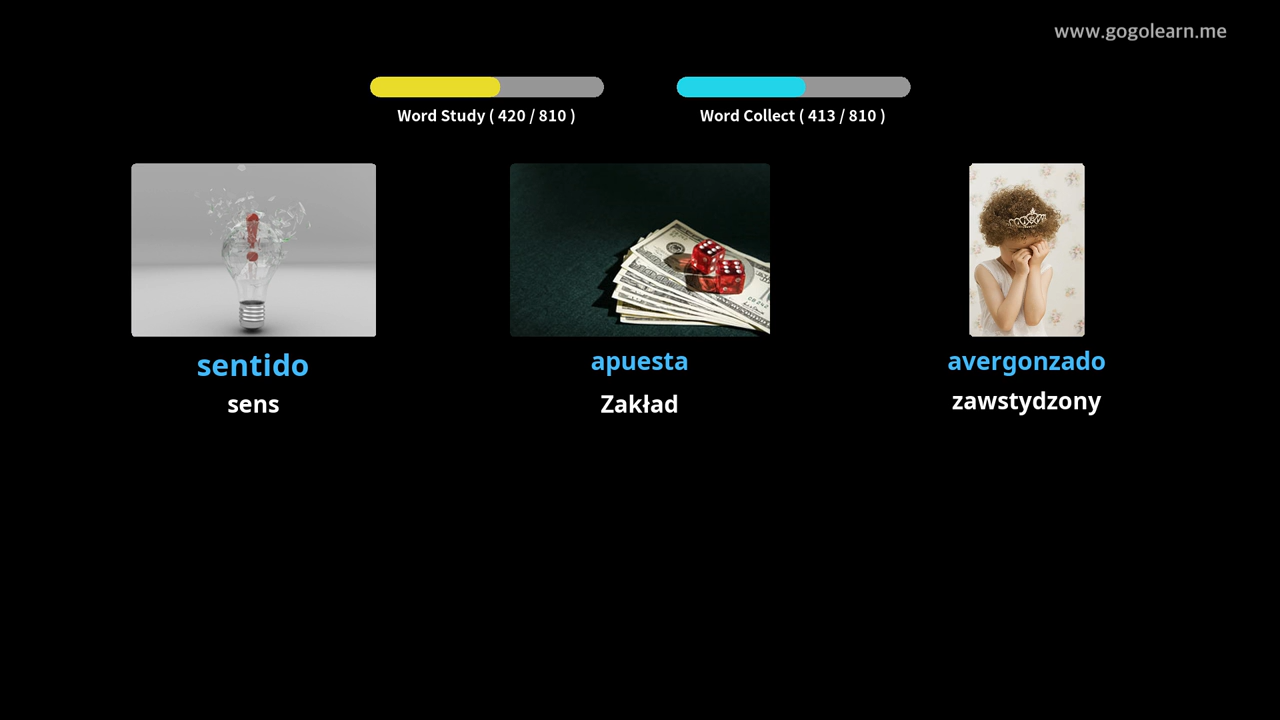 www.gogolearn.me
Word Study ( 420 / 810 )
Word Collect ( 413 / 810 )
sentido
sens
apuesta
Zakład
avergonzado
zawstydzony